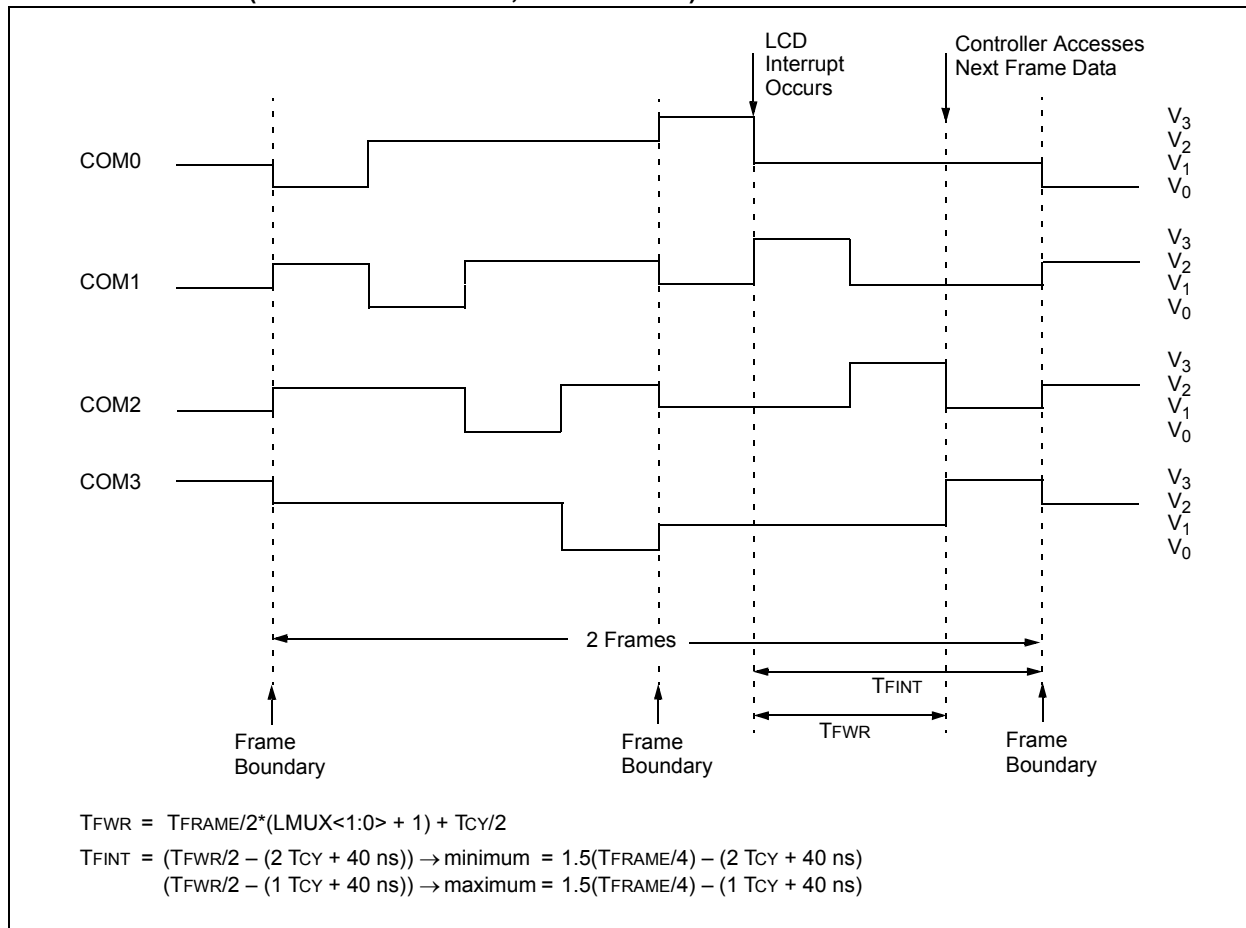 LCD
Interrupt
Occurs
Controller Accesses
Next Frame Data
COM0
V3
V2
V1
V0
COM1
V3
V2
V1
V0
COM2
V3
V2
V1
V0
COM3
V3
V2
V1
V0
2 Frames
TFINT
TFWR
Frame
Boundary
Frame
Boundary
Frame
Boundary
TFWR = TFRAME/2*(LMUX<1:0> + 1) + TCY/2
TFINT = (TFWR/2 – (2 TCY + 40 ns)) → minimum = 1.5(TFRAME/4) – (2 TCY + 40 ns)
(TFWR/2 – (1 TCY + 40 ns)) → maximum = 1.5(TFRAME/4) – (1 TCY + 40 ns)